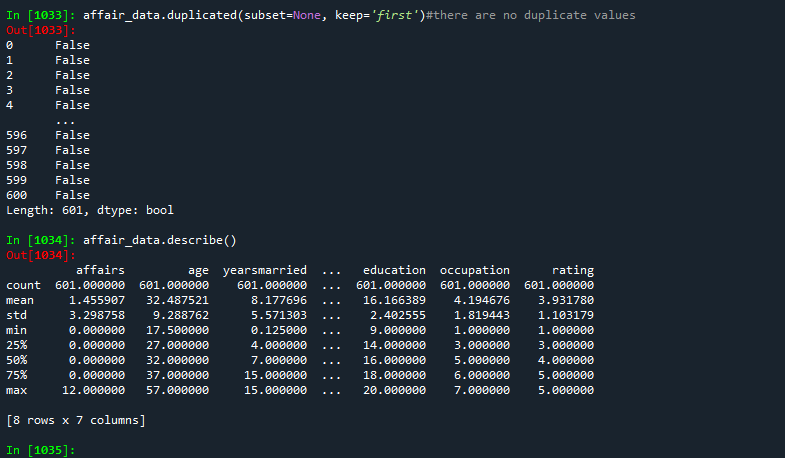 In [1033]: affair_data.duplicated(subset=None, keep='first')#there are no duplicate values
Out[1033]:
0      False
1      False
2      False
3      False
4      False
       ...
596    False
597    False
598    False
599    False
600    False
Length: 601, dtype: bool
In [1034]: affair_data.describe()
Out[1034]:
          affairs         age  yearsmarried  ...   education  occupation      rating
count  601.000000  601.000000    601.000000  ...  601.000000  601.000000  601.000000
mean     1.455907   32.487521      8.177696  ...   16.166389    4.194676    3.931780
std      3.298758    9.288762      5.571303  ...    2.402555    1.819443    1.103179
min      0.000000   17.500000      0.125000  ...    9.000000    1.000000    1.000000
25%      0.000000   27.000000      4.000000  ...   14.000000    3.000000    3.000000
50%      0.000000   32.000000      7.000000  ...   16.000000    5.000000    4.000000
75%      0.000000   37.000000     15.000000  ...   18.000000    6.000000    5.000000
max     12.000000   57.000000     15.000000  ...   20.000000    7.000000    5.000000
[8 rows x 7 columns]
In [1035]: